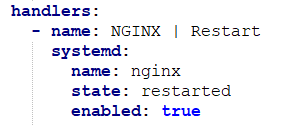 handlers:
  - name: NGINX | Restart
    systemd:
      name: nginx
      state: restarted
      enabled: true